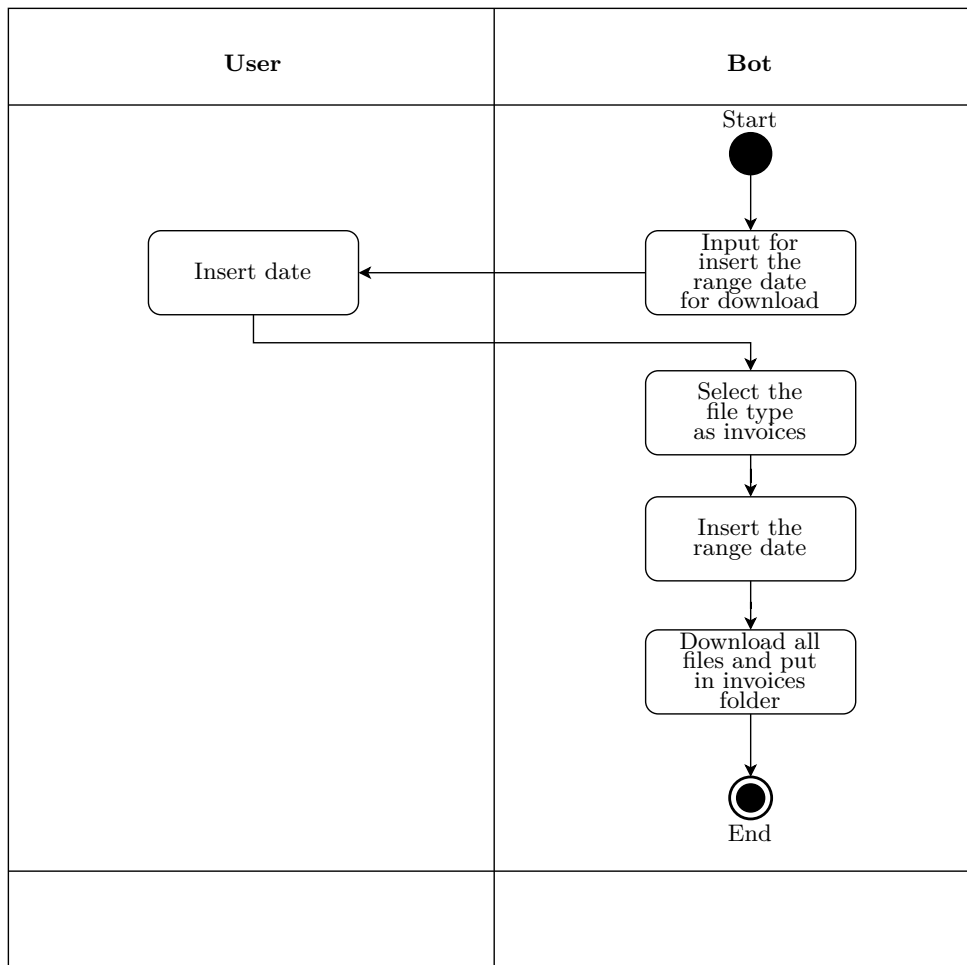 User
Bot
Start
Input for
insert the
range date
for download
Insert date
Select the
file type
as invoices
Insert the
range date
Download all
files and put
in invoices
folder
End